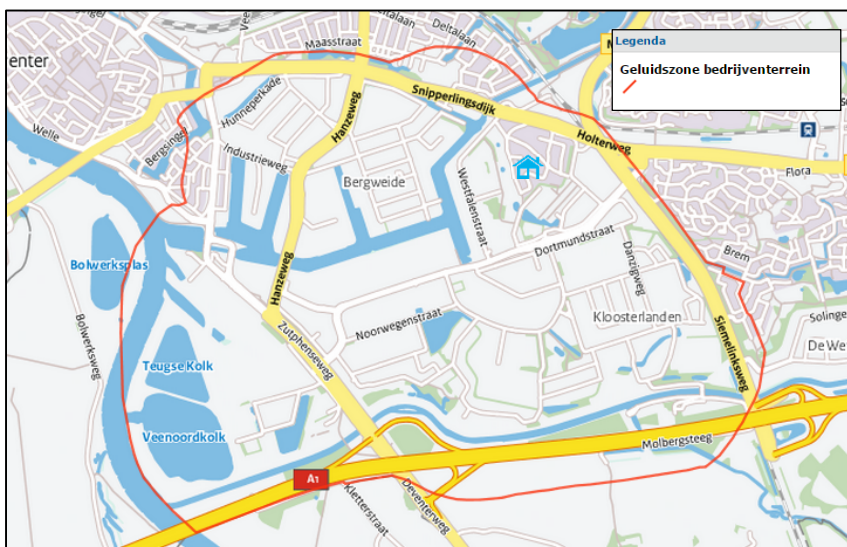 Legenda
Geluidszone bedrijventerrein
Deltalaan
Deltalaan
Maasstraat
enter
Snipperlingsdijk
Hunneperkade
Hanzeweg
Welle
Bergsingel
Holterweg
Industrieweg
Flora
Bergweide
Westfalenstraat
Dortmundstraat
Danzigweg
Brem
Bolwerksplas
Hanzeweg
Noorwegenstraat
Kloosterlanden
Solinge
Bolwerksweg
Zutphenseweg
Siemelinksweg
De We
Teugse Kolk
Veenoordkolk
Molbergsteeg
A1
Kletterstraat
Deventerweg